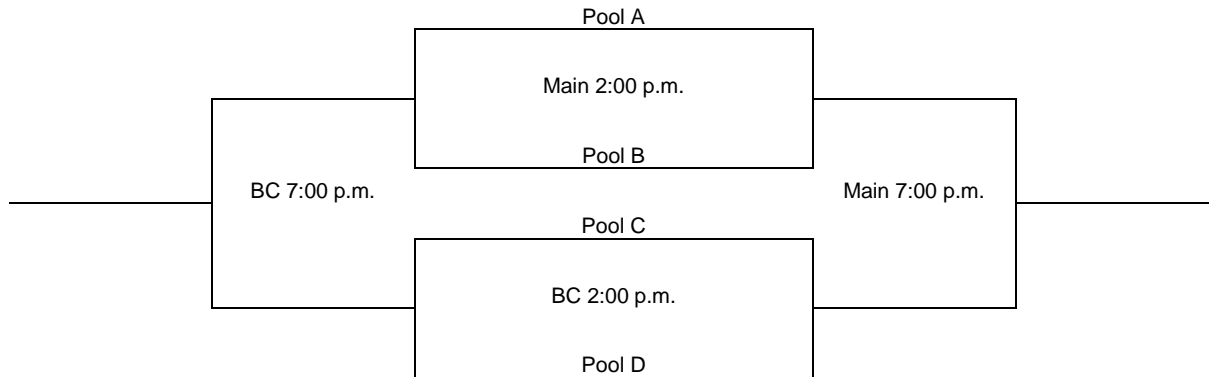 Pool A
Main 2:00 p.m.
Pool B
BC 7:00 p.m.
Main 7:00 p.m.
Pool C
BC 2:00 p.m.
Pool D